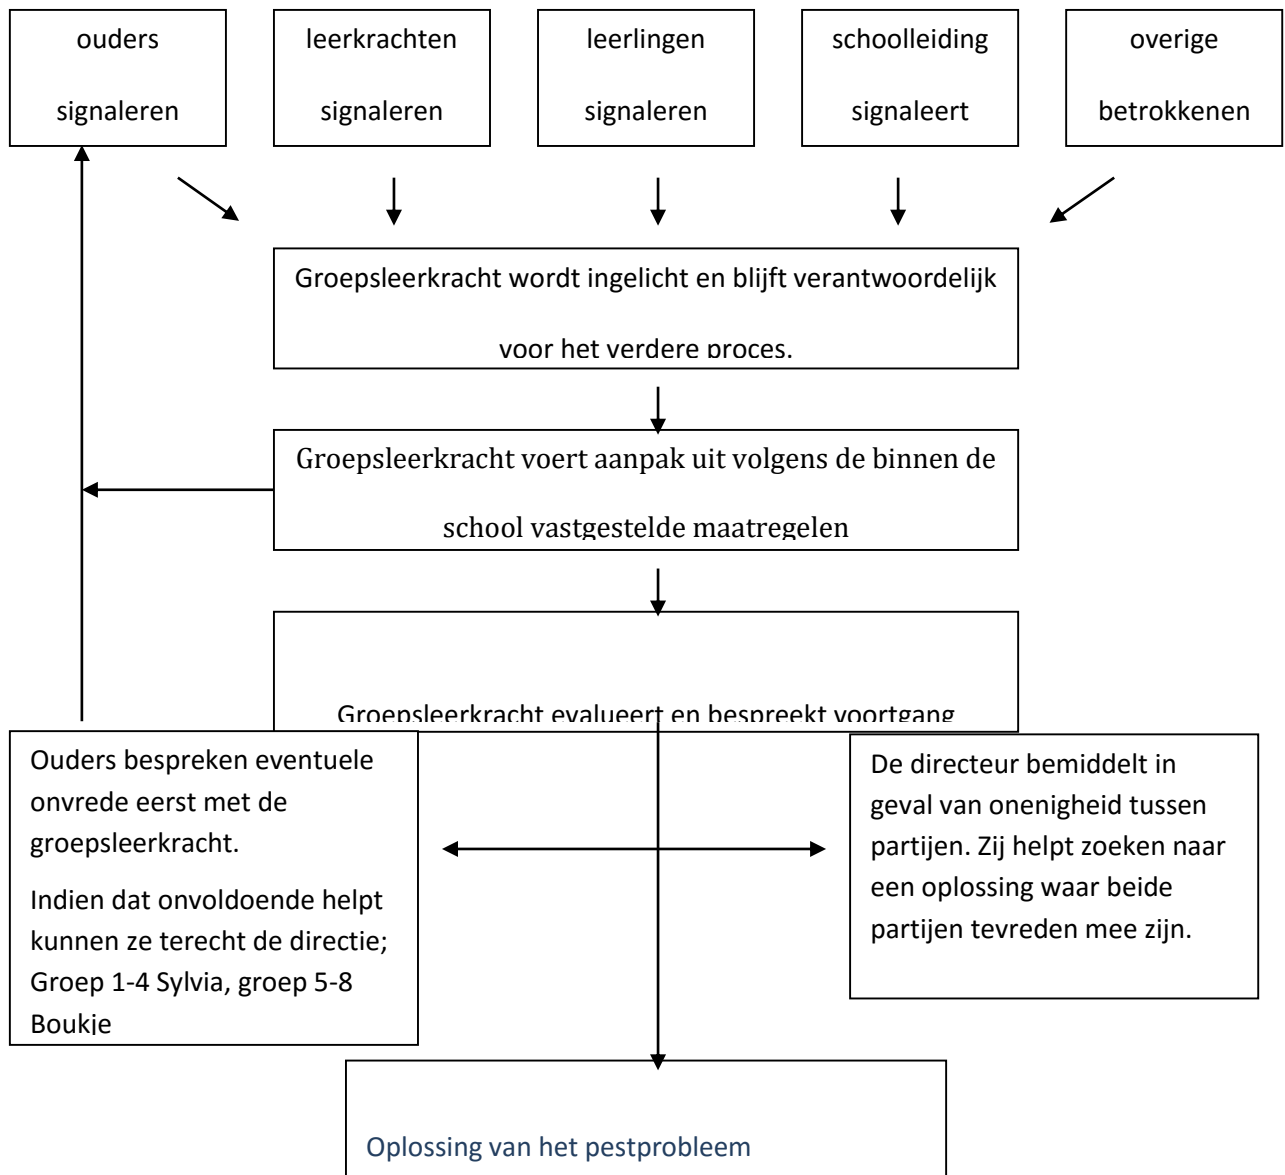 ouders
signaleren
leerkrachten
signaleren
leerlingen
signaleren
schoolleiding
signaleert
overige
betrokkenen
Groepsleerkracht wordt ingelicht en blijft verantwoordelijk
voor het verdere proces.
Groepsleerkracht voert aanpak uit volgens de binnen de
school vastgestelde maatregelen
Groepsleerkracht evalueert en bespreekt voortgang
Ouders bespreken eventuele
onvrede eerst met de
groepsleerkracht.
Indien dat onvoldoende helpt
kunnen ze terecht de directie;
Groep 1-4 Sylvia, groep 5-8
Boukje
De directeur bemiddelt in
geval van onenigheid tussen
partijen. Zij helpt zoeken naar
een oplossing waar beide
partijen tevreden mee zijn.
Oplossing van het pestprobleem